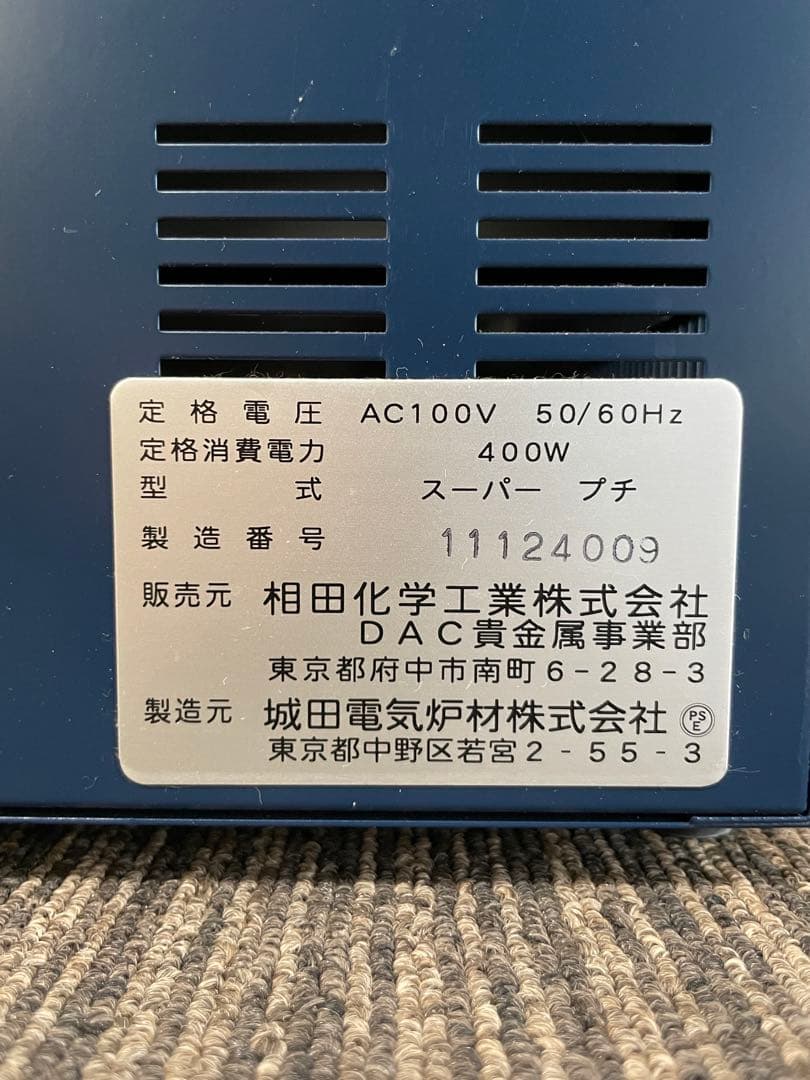 定格電圧 AC100V 50/60Hz
定格消費電力 400W
型式 スーパー プチ
製造番号 11124009
販売元 相田化学工業株式会社
DAC貴金属事業部
東京都府中市南町6-28-3
製造元 城田電気炉材株式会社 PSE
東京都中野区若宮2-55-3